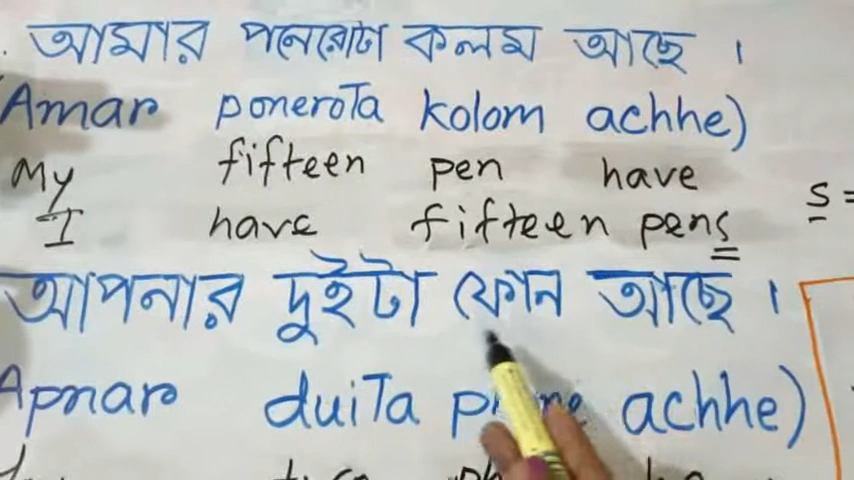 আমার পনেরোটা কলম আছে ।
(Amar ponerota kolom achhe)
My fifteen pen have
I have fifteen pens s =
আপনার দুইটা ফোন আছে ।
Apnar duita achhe)